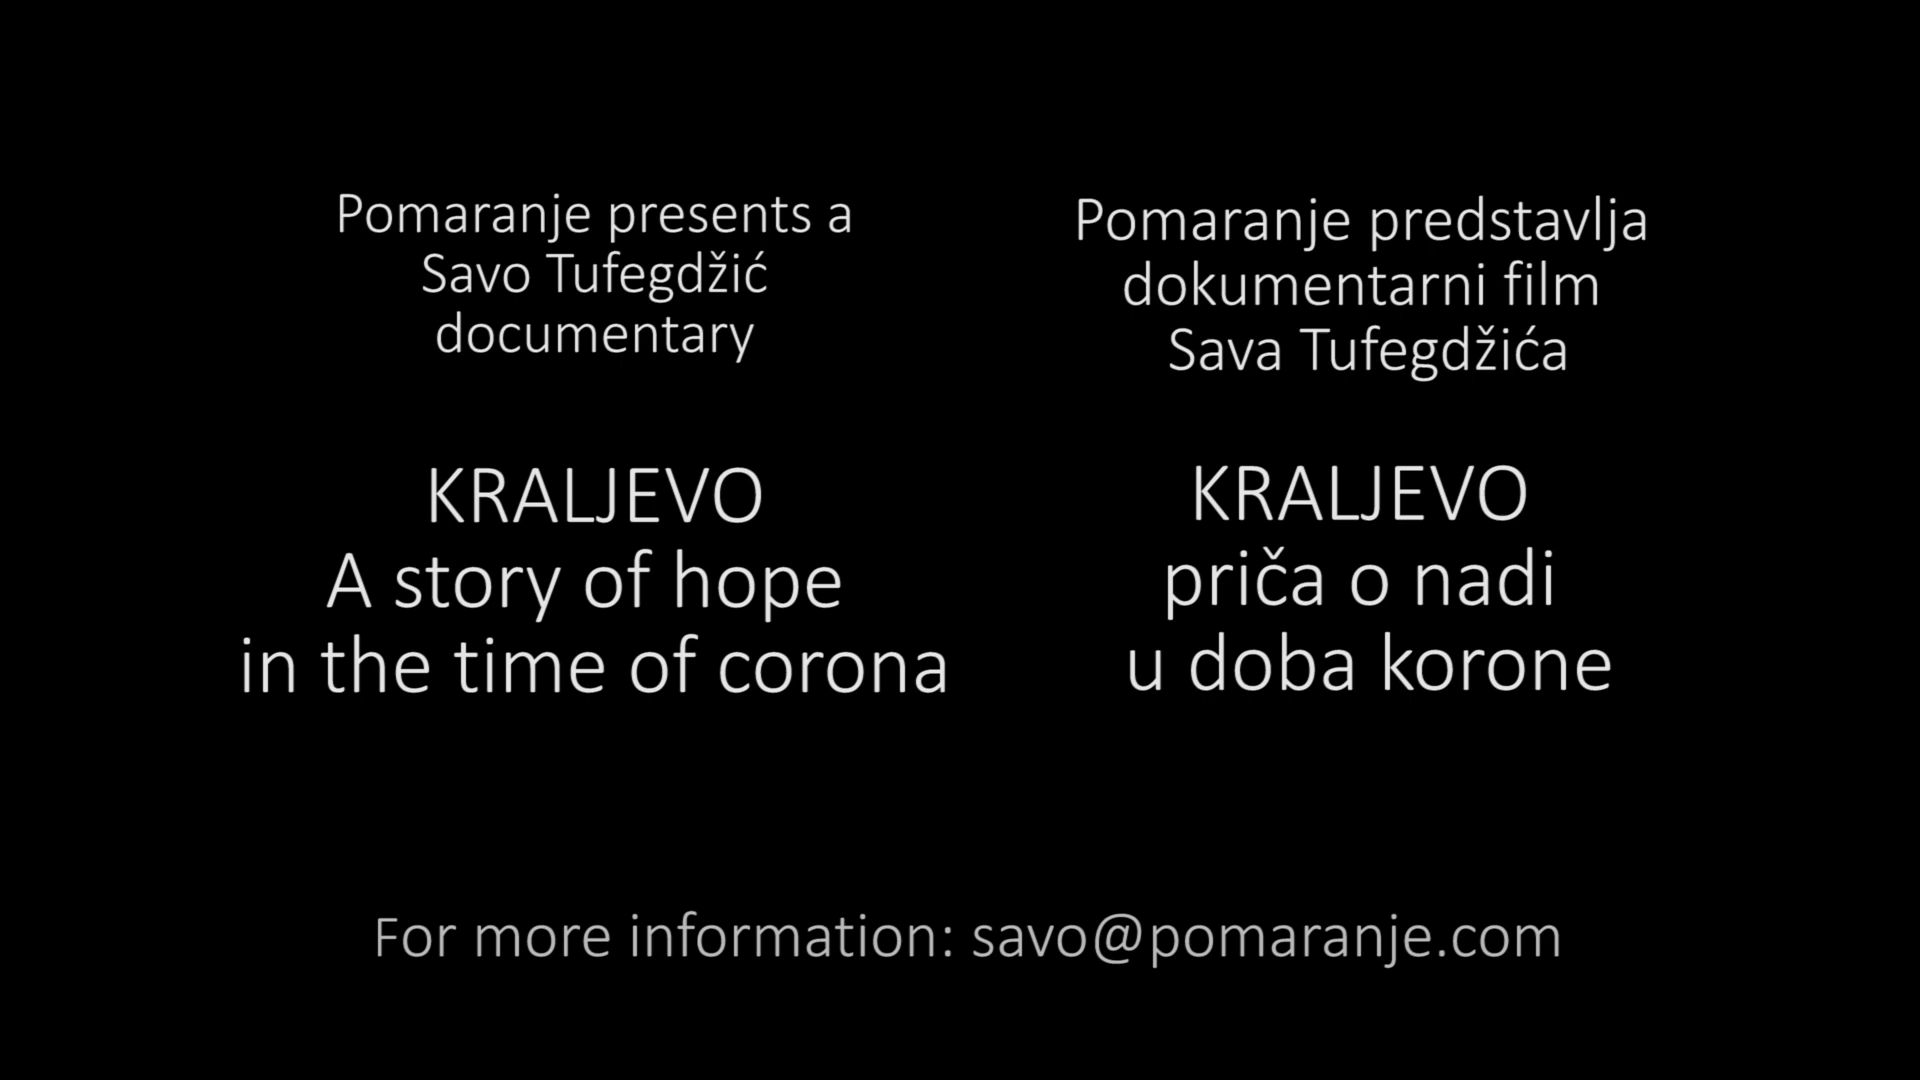 Pomaranje presents a
Savo Tufegdžić
documentary
KRALJEVO
A story of hope
in the time of corona
Pomaranje predstavlja
dokumentarni film
Sava Tufegdžića
KRALJEVO
priča o nadi
u doba korone
For more information: savo@pomaranje.com